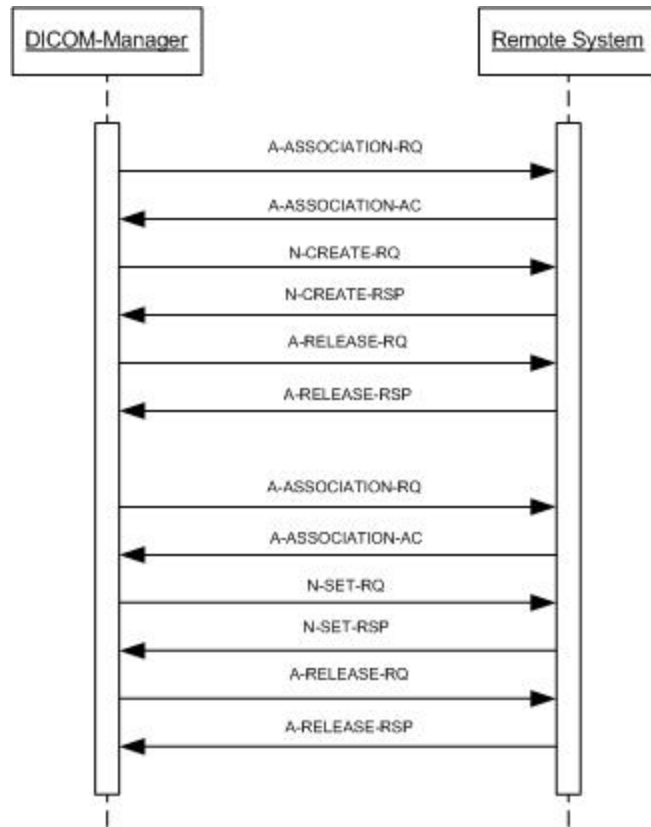 DICOM-Manager
Remote System
A-ASSOCIATION-RQ
A-ASSOCIATION-AC
N-CREATE-RQ
N-CREATE-RSP
A-RELEASE-RQ
A-RELEASE-RSP
A-ASSOCIATION-RQ
A-ASSOCIATION-AC
N-SET-RQ
N-SET-RSP
A-RELEASE-RQ
A-RELEASE-RSP